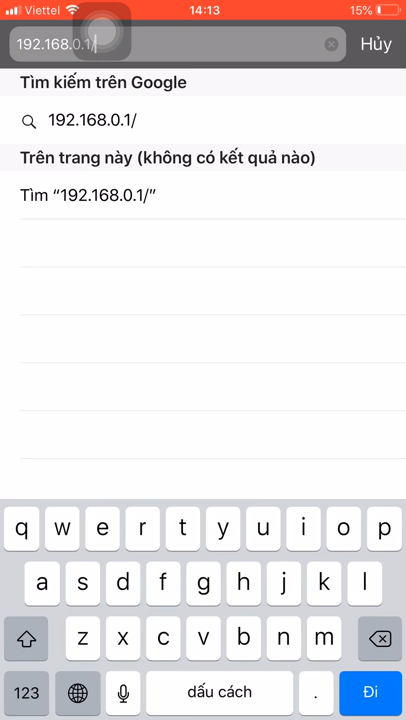 Viettel 14:13 15%
192.168.0.1/ Hủy
Tìm kiếm trên Google
192.168.0.1/
Trên trang này (không có kết quả nào)
Tìm “192.168.0.1/”
q w e r t y u i o p
a s d f g h j k l
z x c v b n m
123 dấu cách . Đi